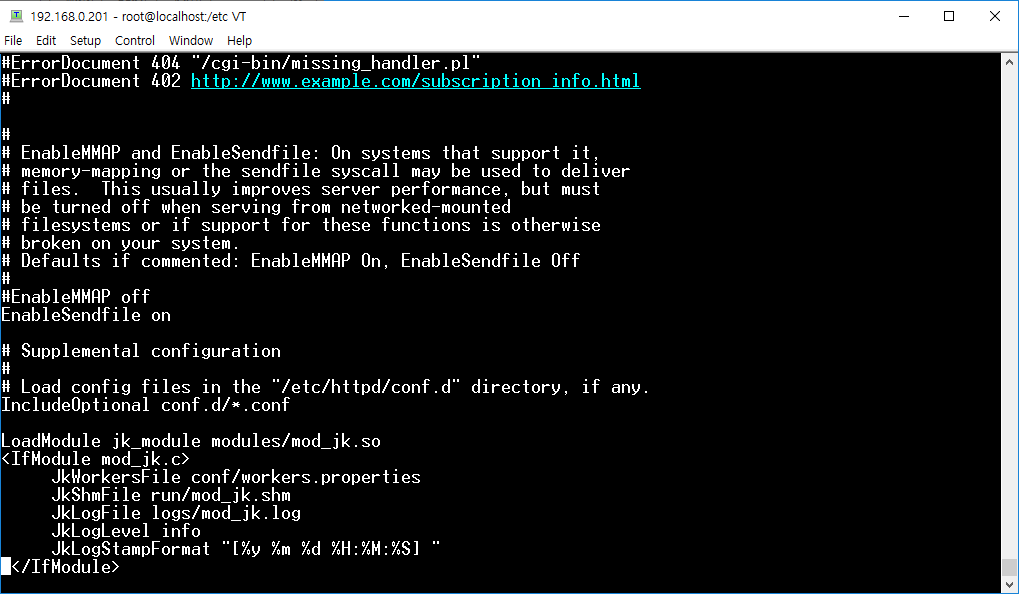 192.168.0.201 - root@localhost:/etc VT
File Edit Setup Control Window Help
#ErrorDocument 404 "/cgi-bin/missing_handler.pl"
#ErrorDocument 402 http://www.example.com/subscription_info.html
#
#
# EnableMMAP and EnableSendfile: On systems that support it,
# memory-mapping or the sendfile syscall may be used to deliver
# files.  This usually improves server performance, but must
# be turned off when serving from networked-mounted
# filesystems or if support for these functions is otherwise
# broken on your system.
# Defaults if commented: EnableMMAP On, EnableSendfile Off
#
#EnableMMAP off
EnableSendfile on
# Supplemental configuration
#
# Load config files in the "/etc/httpd/conf.d" directory, if any.
IncludeOptional conf.d/*.conf
LoadModule jk_module modules/mod_jk.so
<IfModule mod_jk.c>
     JkWorkersFile conf/workers.properties
     JkShmFile run/mod_jk.shm
     JkLogFile logs/mod_jk.log
     JkLogLevel info
     JkLogStampFormat "[%y %m %d %H:%M:%S] "
 </IfModule>